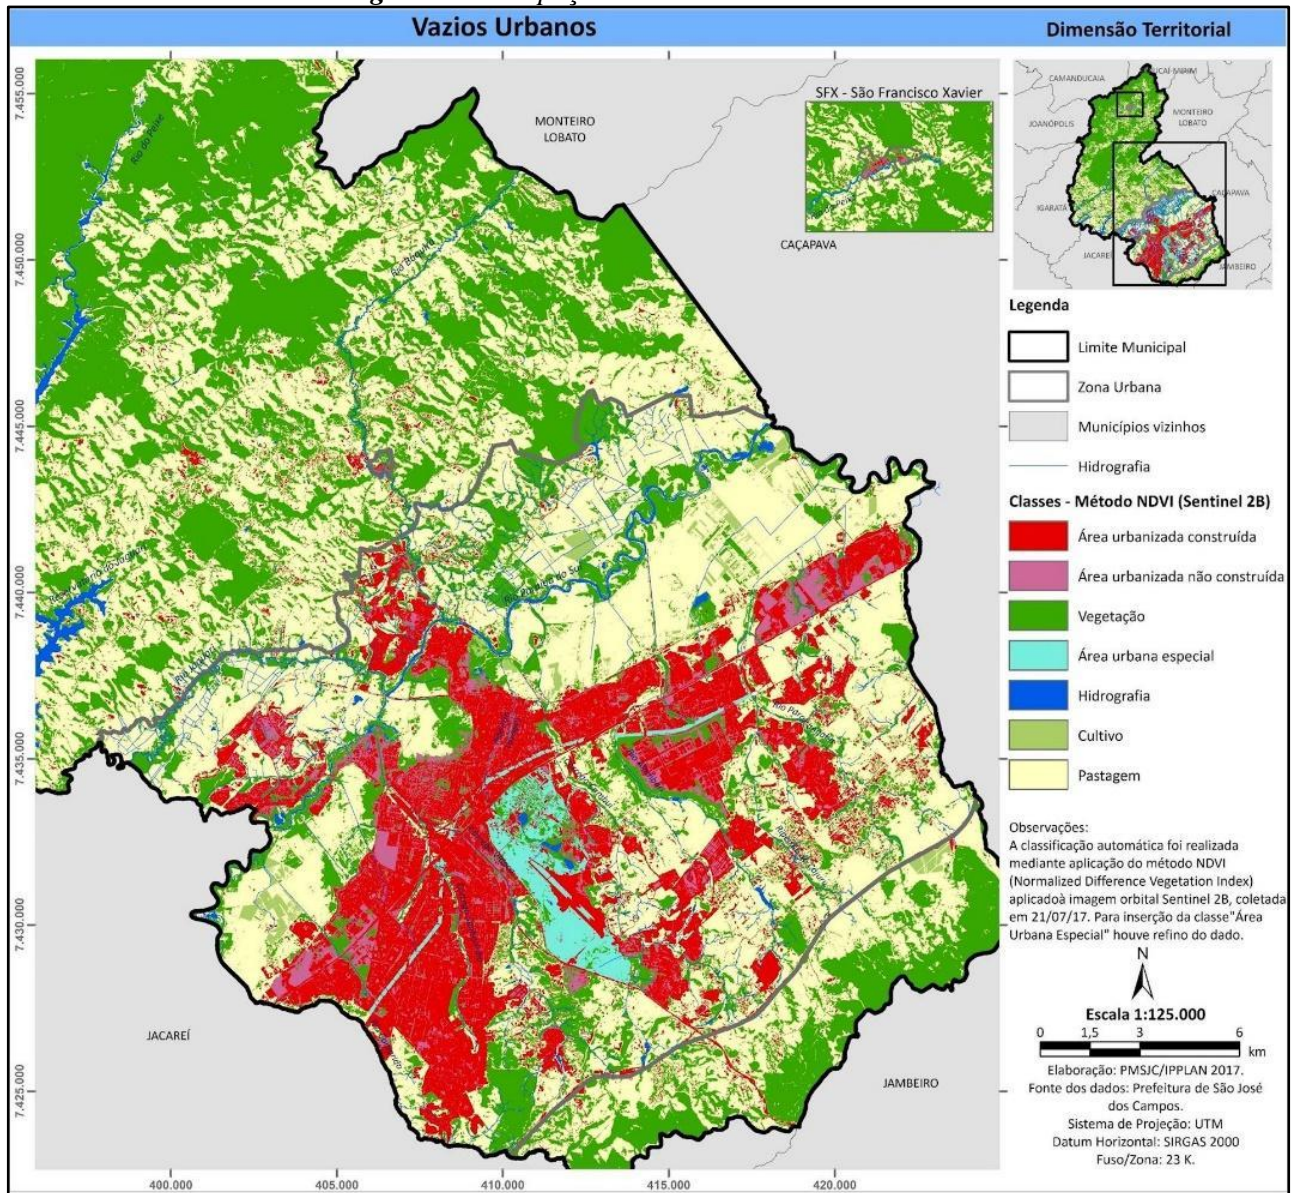 Vazios Urbanos
Dimensão Territorial
SFX - São Francisco Xavier
MONTEIRO
LOBATO
CAÇAPAVA
JACAREÍ
JAMBEIRO
Rio do Peixe
7.455.000
7.450.000
7.445.000
7.440.000
7.435.000
7.430.000
7.425.000
400.000
405.000
410.000
415.000
420.000
CAMANDUCAIA
JOANÓPOLIS
MONTEIRO
LOBATO
IGARATÁ
CAÇAPAVA
JACAREÍ
JAMBEIRO
Legenda
Limite Municipal
Zona Urbana
Municípios vizinhos
Hidrografia
Classes - Método NDVI (Sentinel 2B)
Área urbanizada construída
Área urbanizada não construída
Vegetação
Área urbana especial
Hidrografia
Cultivo
Pastagem
Observações:
A classificação automática foi realizada
mediante aplicação do método NDVI
(Normalized Difference Vegetation Index)
aplicadoà imagem orbital Sentinel 2B, coletada
em 21/07/17. Para inserção da classe"Área
Urbana Especial" houve refino do dado.
N
Escala 1:125.000
0 1,5 3 6
km
Elaboração: PMSJC/IPPLAN 2017.
Fonte dos dados: Prefeitura de São José
dos Campos.
Sistema de Projeção: UTM
Datum Horizontal: SIRGAS 2000
Fuso/Zona: 23 K.